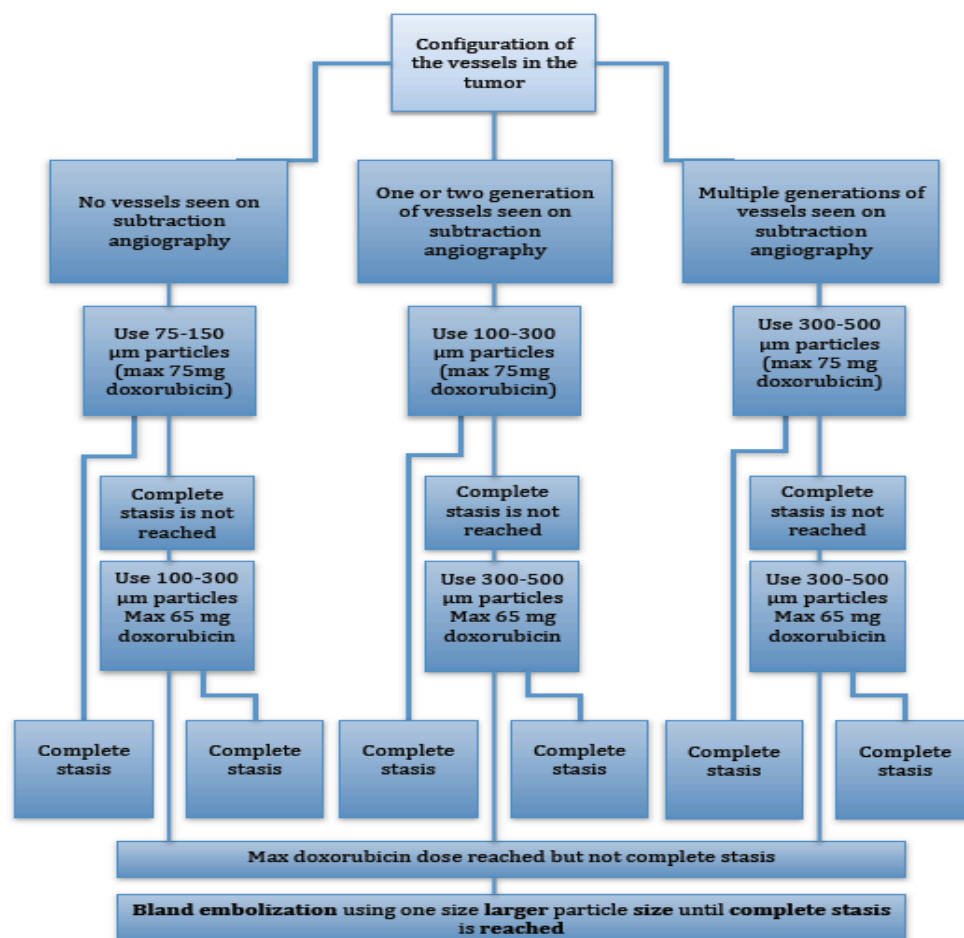 Configuration of
the vessels in the
tumor
No vessels seen on
subtraction
angiography
One or two generation
of vessels seen on
subtraction
angiography
Multiple generations of
vessels seen on
subtraction
angiography
Use 75-150
µm particles
(max 75mg
doxorubicin)
Use 100-300
µm particles
(max 75mg
doxorubicin)
Use 300-500
µm particles
(max 75 mg
doxorubicin)
Complete
stasis is not
reached
Complete
stasis is not
reached
Complete
stasis is not
reached
Use 100-300
µm particles
Max 65 mg
doxorubicin
Use 300-500
µm particles
Max 65 mg
doxorubicin
Use 300-500
µm particles
Max 65 mg
doxorubicin
Complete
stasis
Complete
stasis
Complete
stasis
Complete
stasis
Complete
stasis
Complete
stasis
Max doxorubicin dose reached but not complete stasis
Bland embolization using one size larger particle size until complete stasis
is reached